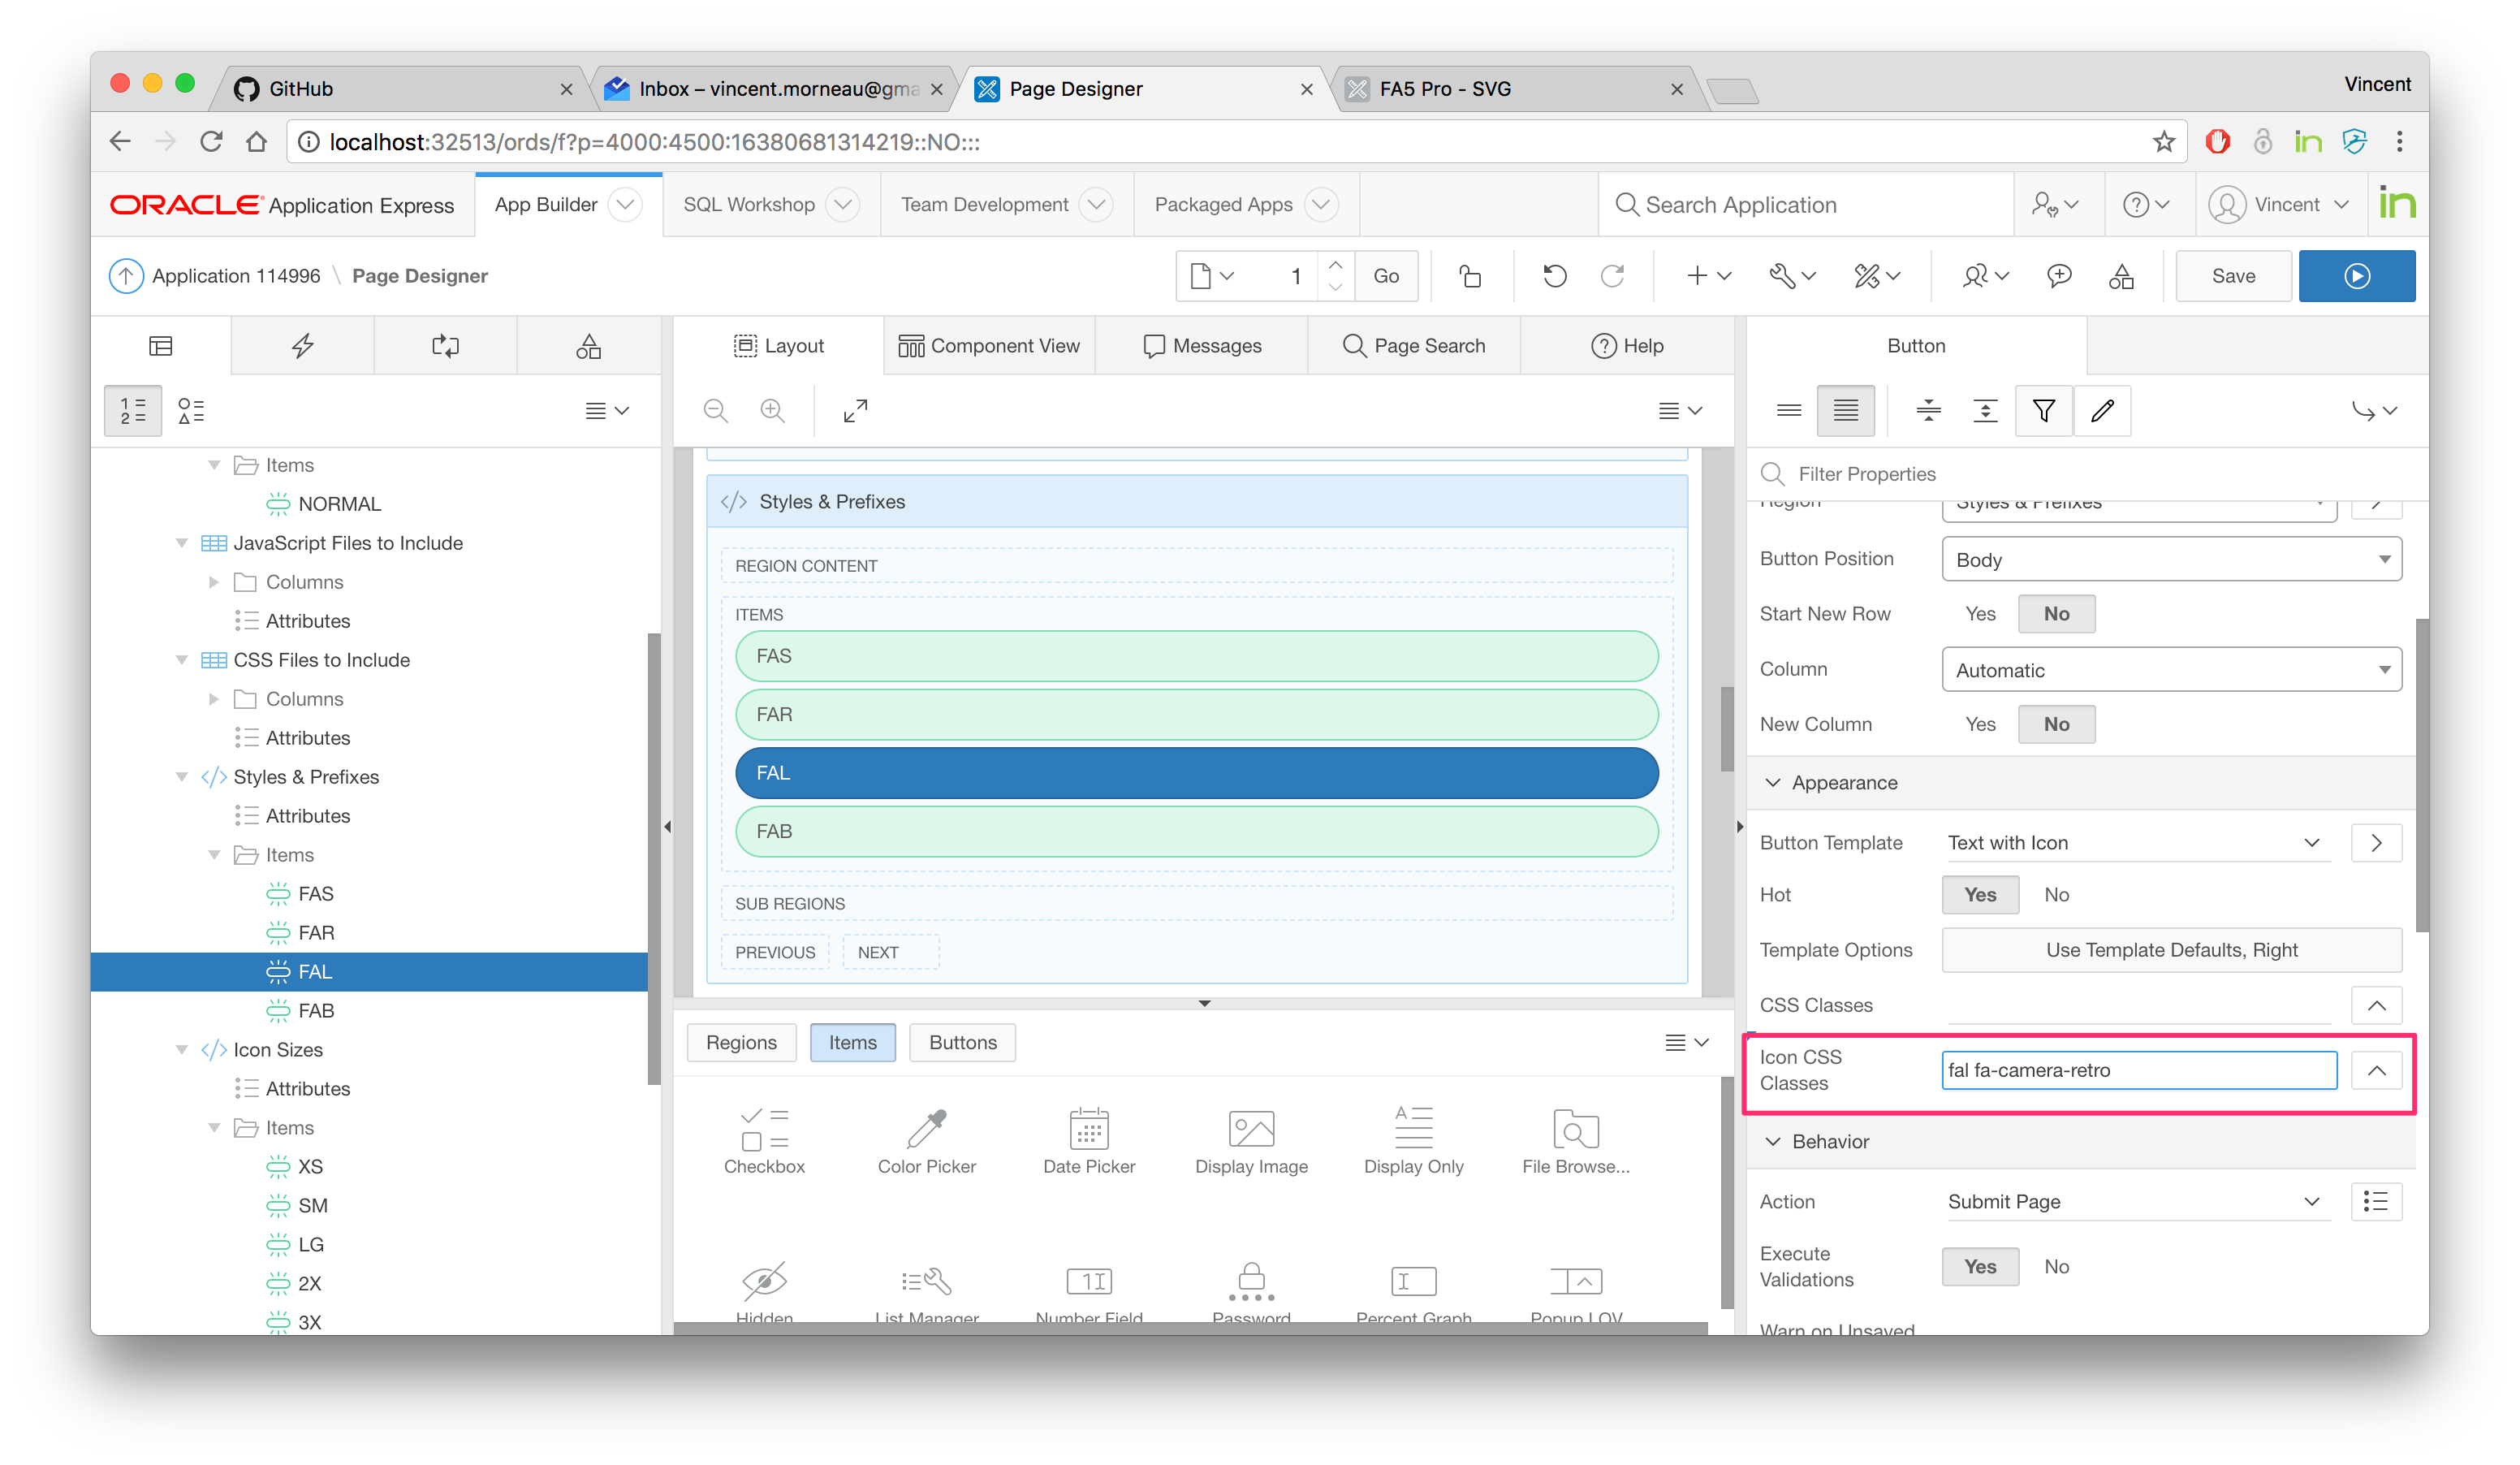 GitHub
Inbox – vincent.morneau@gma
Page Designer
FA5 Pro - SVG
Vincent
localhost:32513/ords/f?p=4000:4500:16380681314219::NO:::
ORACLE Application Express
App Builder
SQL Workshop
Team Development
Packaged Apps
Search Application
Vincent
in
Application 114996 \ Page Designer
1
Go
Save
Layout
Component View
Messages
Page Search
Help
Button
Filter Properties
Items
NORMAL
JavaScript Files to Include
Columns
Attributes
CSS Files to Include
Columns
Attributes
Styles & Prefixes
Attributes
Items
FAS
FAR
FAL
FAB
Icon Sizes
Attributes
Items
XS
SM
LG
2X
3X
Styles & Prefixes
REGION CONTENT
ITEMS
FAS
FAR
FAL
FAB
SUB REGIONS
PREVIOUS
NEXT
Regions
Items
Buttons
Checkbox
Color Picker
Date Picker
Display Image
Display Only
File Browse...
Hidden
List Manager
Number Field
Password
Percent Graph
Popup LOV
Region
Styles & Prefixes
Button Position
Body
Start New Row
Yes
No
Column
Automatic
New Column
Yes
No
Appearance
Button Template
Text with Icon
Hot
Yes
No
Template Options
Use Template Defaults, Right
CSS Classes
Icon CSS
Classes
fal fa-camera-retro
Behavior
Action
Submit Page
Execute
Validations
Yes
No
Warn on Unsaved